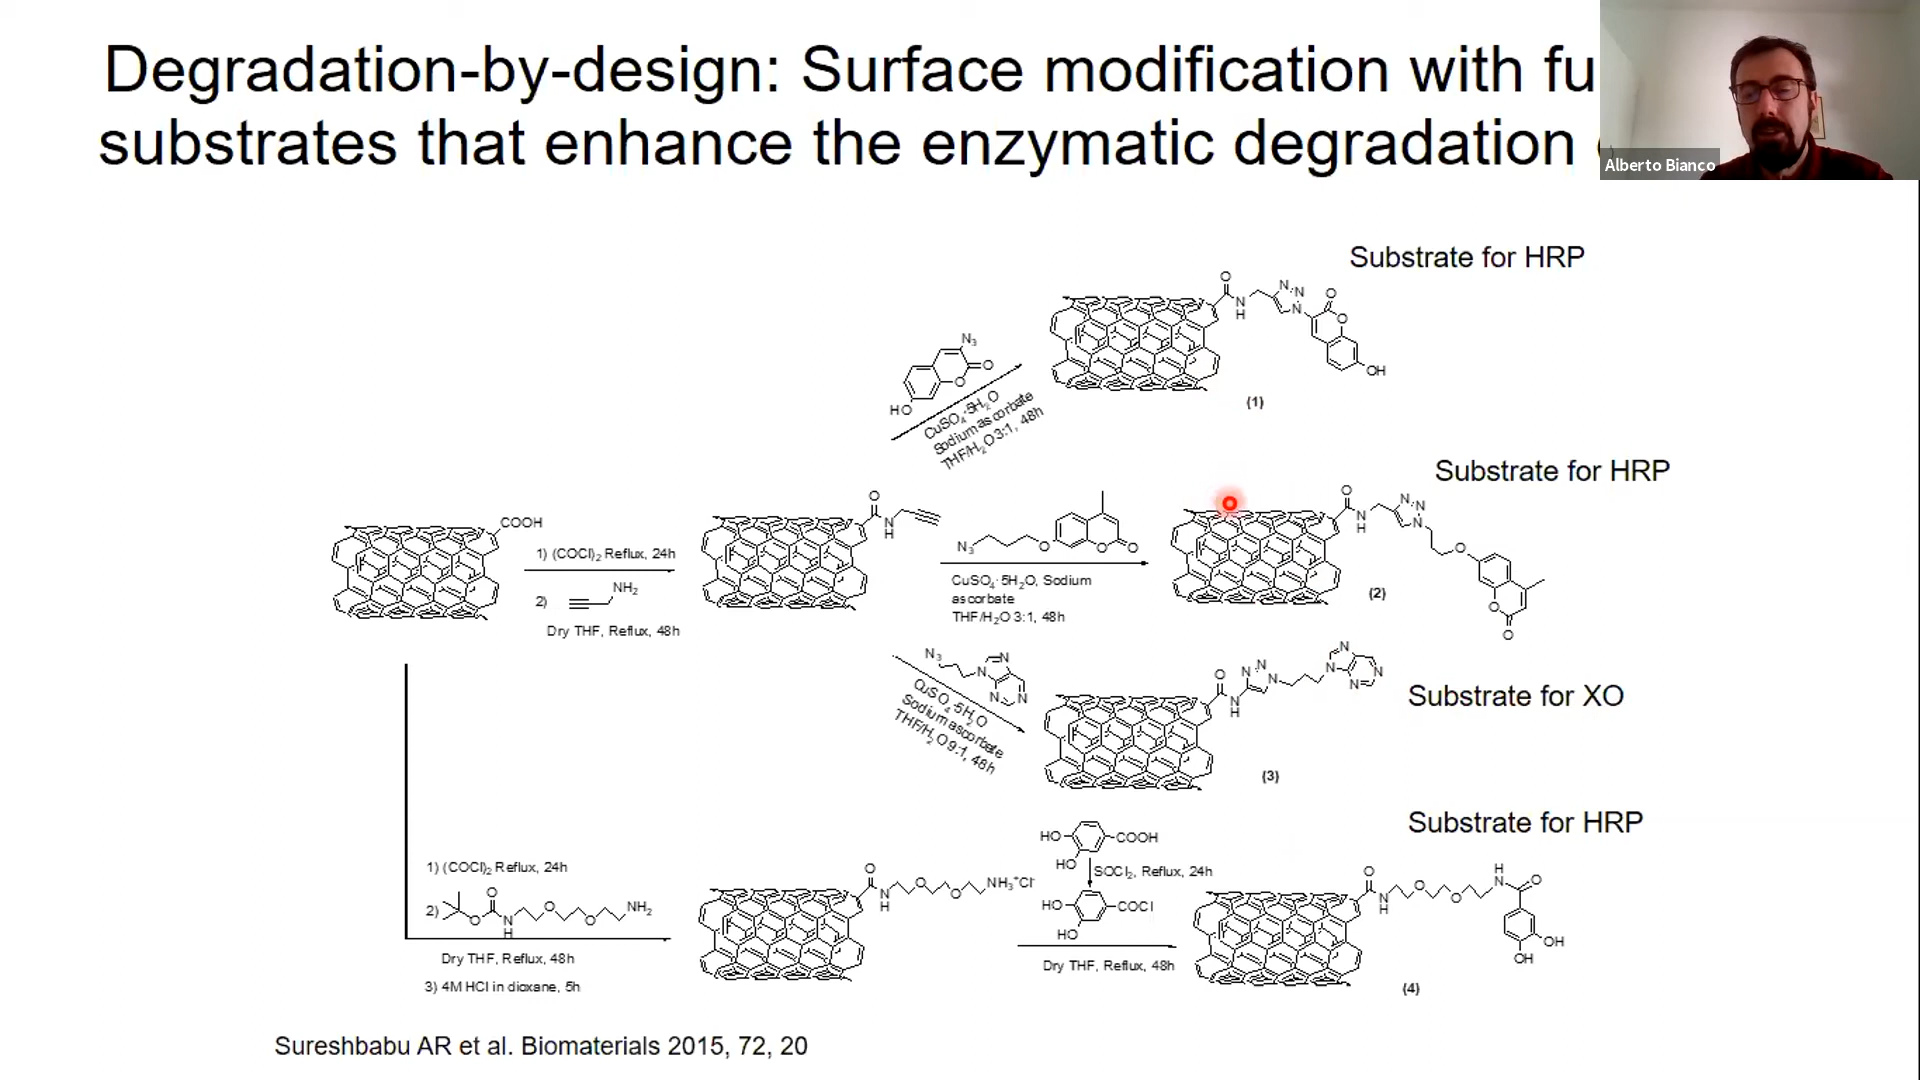 Degradation-by-design: Surface modification with fu
substrates that enhance the enzymatic degradation
Alberto Bianco
Substrate for HRP
O
N
H
N
N
N
O
O
OH
(1)
N3
O
O
HO
CuSO4·5H2O
Sodium ascorbate
THF/H2O 3:1, 48h
Substrate for HRP
COOH
1) (COCl)2 Reflux, 24h
2)
NH2
Dry THF, Reflux, 48h
O
N
H
N3
O
O
O
CuSO4·5H2O, Sodium
ascorbate
THF/H2O 3:1, 48h
O
N
H
N
N
N
O
O
O
(2)
N3
N
N
N
N
CuSO4·5H2O
Sodium ascorbate
THF/H2O 9:1, 48h
O
N
H
N
N
N
N
N
N
N
(3)
Substrate for XO
Substrate for HRP
1) (COCl)2 Reflux, 24h
2)
O
O
N
H
O
O
NH2
Dry THF, Reflux, 48h
3) 4M HCl in dioxane, 5h
O
N
H
O
O
NH3+Cl-
HO
COOH
HO
SOCl2, Reflux, 24h
HO
COCl
HO
Dry THF, Reflux, 48h
O
N
H
O
O
H
N
O
OH
OH
(4)
Sureshbabu AR et al. Biomaterials 2015, 72, 20